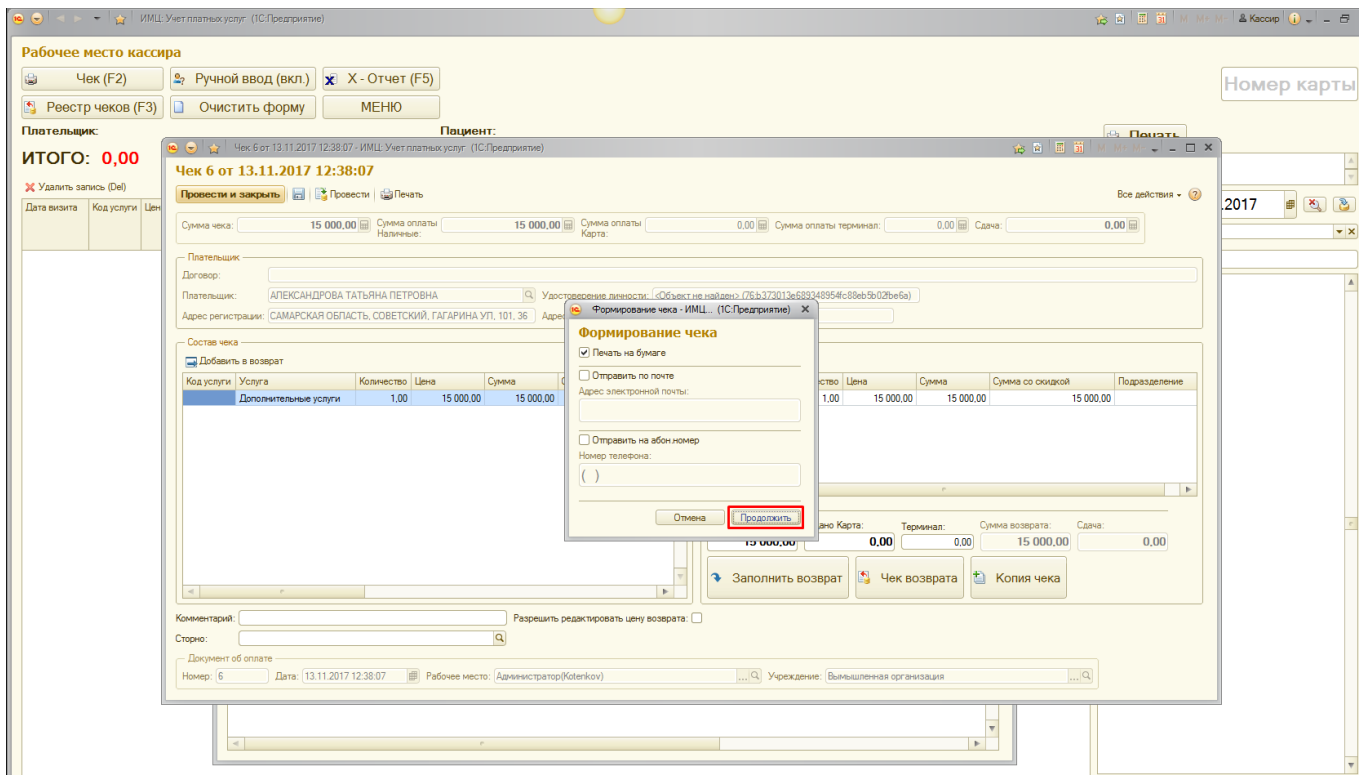 ИМЦ: Учет платных услуг (1С:Предприятие)
M M+ M- Кассир
Рабочее место кассира
Чек (F2) Ручной ввод (вкл.) X - Отчет (F5)
Номер карты
Реестр чеков (F3) Очистить форму МЕНЮ
Плательщик: Пациент:
Печать
ИТОГО: 0,00
Удалить запись (Del)
Дата визита Код услуги Цен
.2017
Чек 6 от 13.11.2017 12:38:07 - ИМЦ: Учет платных услуг (1С:Предприятие)
M M+ M-
Чек 6 от 13.11.2017 12:38:07
Провести и закрыть Провести Печать Все действия
Сумма чека: 15 000,00 Сумма оплаты Наличные: 15 000,00 Сумма оплаты Карта: 0,00 Сумма оплаты терминал: 0,00 Сдача: 0,00
Плательщик
Договор:
Плательщик: АЛЕКСАНДРОВА ТАТЬЯНА ПЕТРОВНА Удостоверение личности: <Объект не найден> (76:b373013e689348954fc88eb5b02fbe6a)
Адрес регистрации: САМАРСКАЯ ОБЛАСТЬ, СОВЕТСКИЙ, ГАГАРИНА УЛ, 101, 36 Адрес
Состав чека
Добавить в возврат
Код услуги Услуга Количество Цена Сумма
Дополнительные услуги 1,00 15 000,00 15 000,00
ство Цена Сумма Сумма со скидкой Подразделение
1,00 15 000,00 15 000,00 15 000,00
Формирование чека - ИМЦ... (1С:Предприятие)
Формирование чека
Печать на бумаге
Отправить по почте
Адрес электронной почты:
Отправить на абон.номер
Номер телефона:
( )
Отмена Продолжить
ано Карта: Терминал: Сумма возврата: Сдача:
15 000,00 0,00 0,00 15 000,00 0,00
Заполнить возврат Чек возврата Копия чека
Комментарий: Разрешить редактировать цену возврата:
Сторно:
Документ об оплате
Номер: 6 Дата: 13.11.2017 12:38:07 Рабочее место: Администратор(Kotenkov) Учреждение: Вымышленная организация